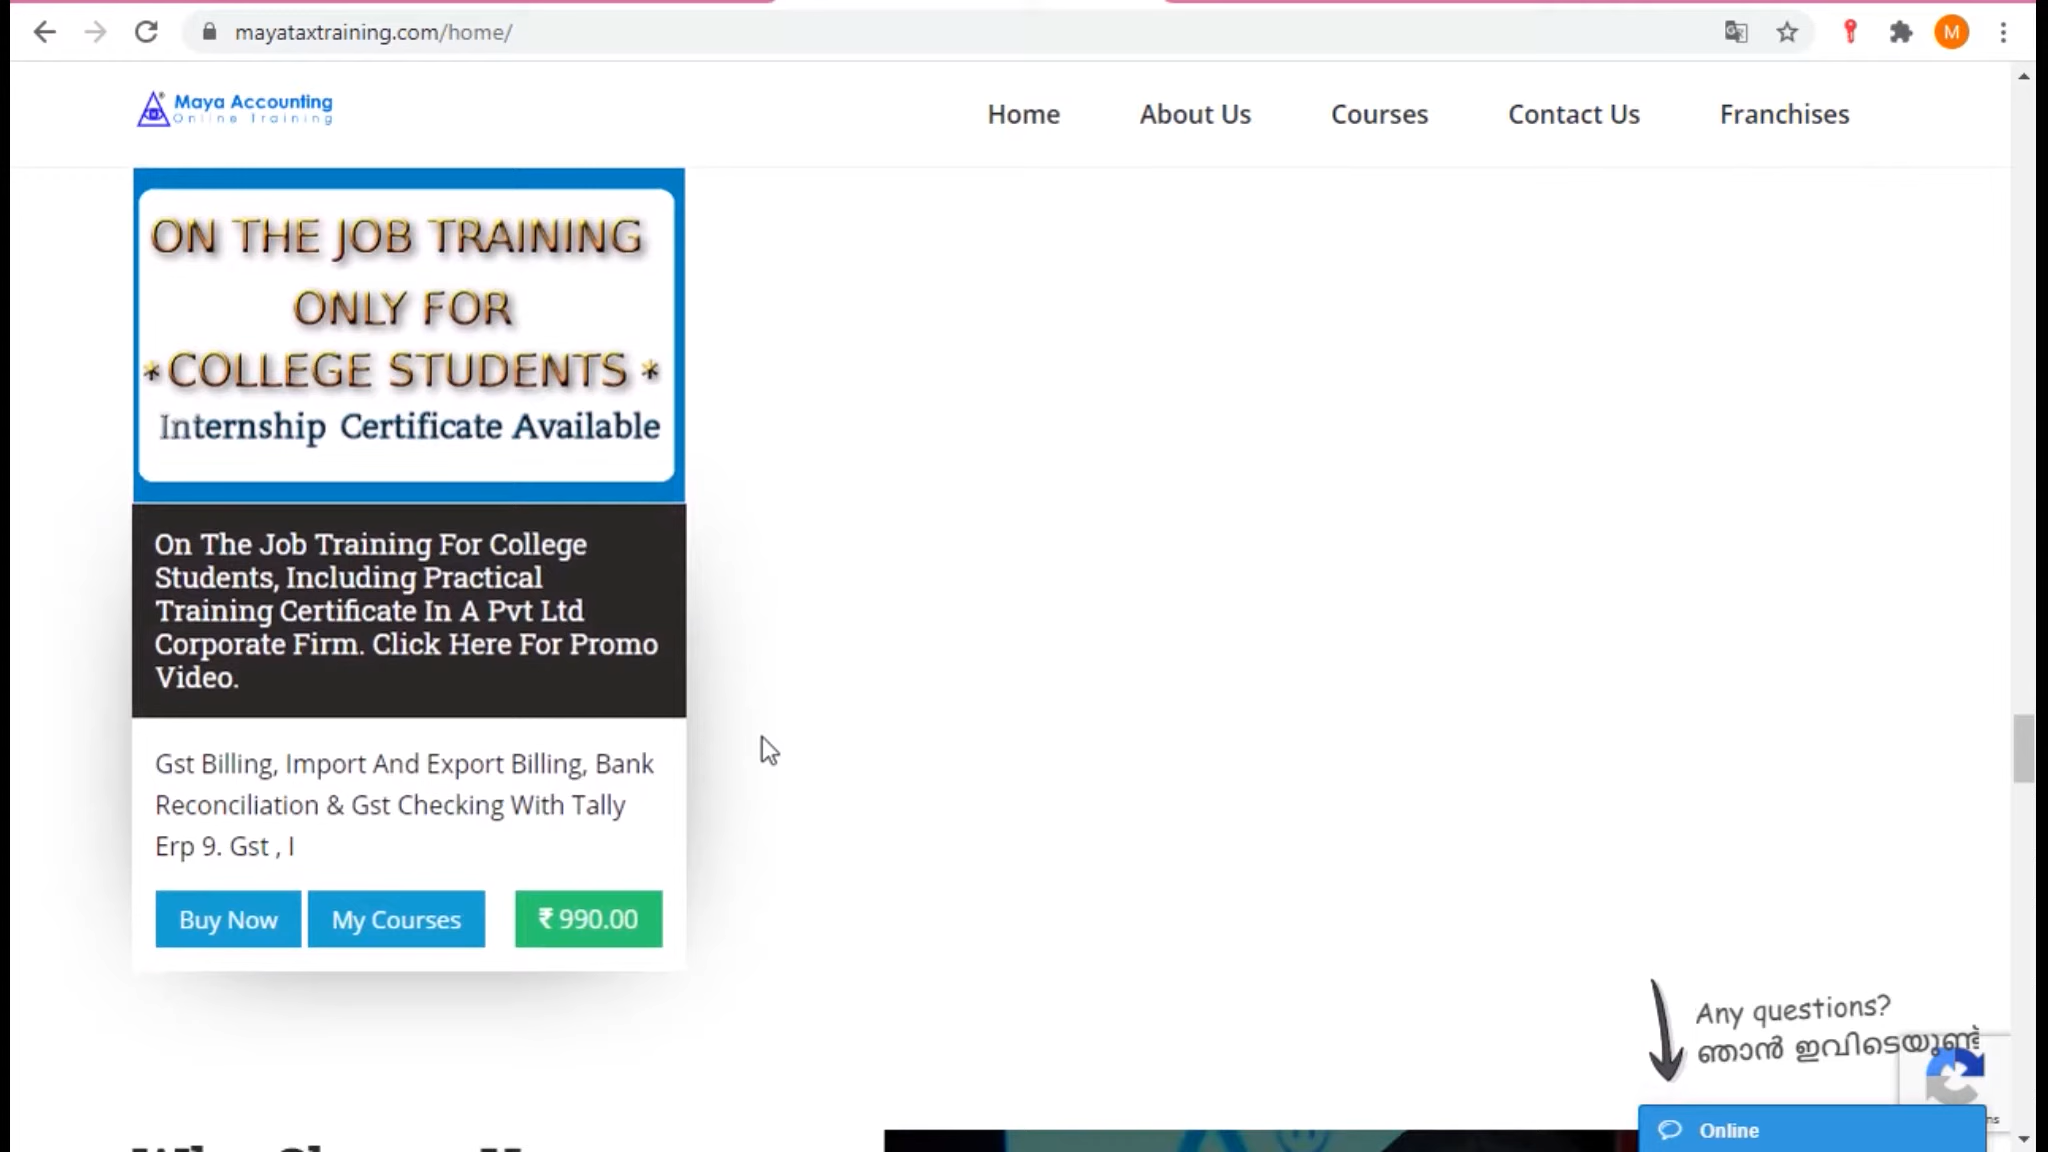 mayataxtraining.com/home/
M
Maya Accounting
Online Training
Home
About Us
Courses
Contact Us
Franchises
ON THE JOB TRAINING
ONLY FOR
*COLLEGE STUDENTS *
Internship Certificate Available
On The Job Training For College
Students, Including Practical
Training Certificate In A Pvt Ltd
Corporate Firm. Click Here For Promo
Video.
Gst Billing, Import And Export Billing, Bank
Reconciliation & Gst Checking With Tally
Erp 9. Gst , I
Buy Now
My Courses
₹ 990.00
Any questions?
ഞാൻ ഇവിടെയുണ്ട്
Online